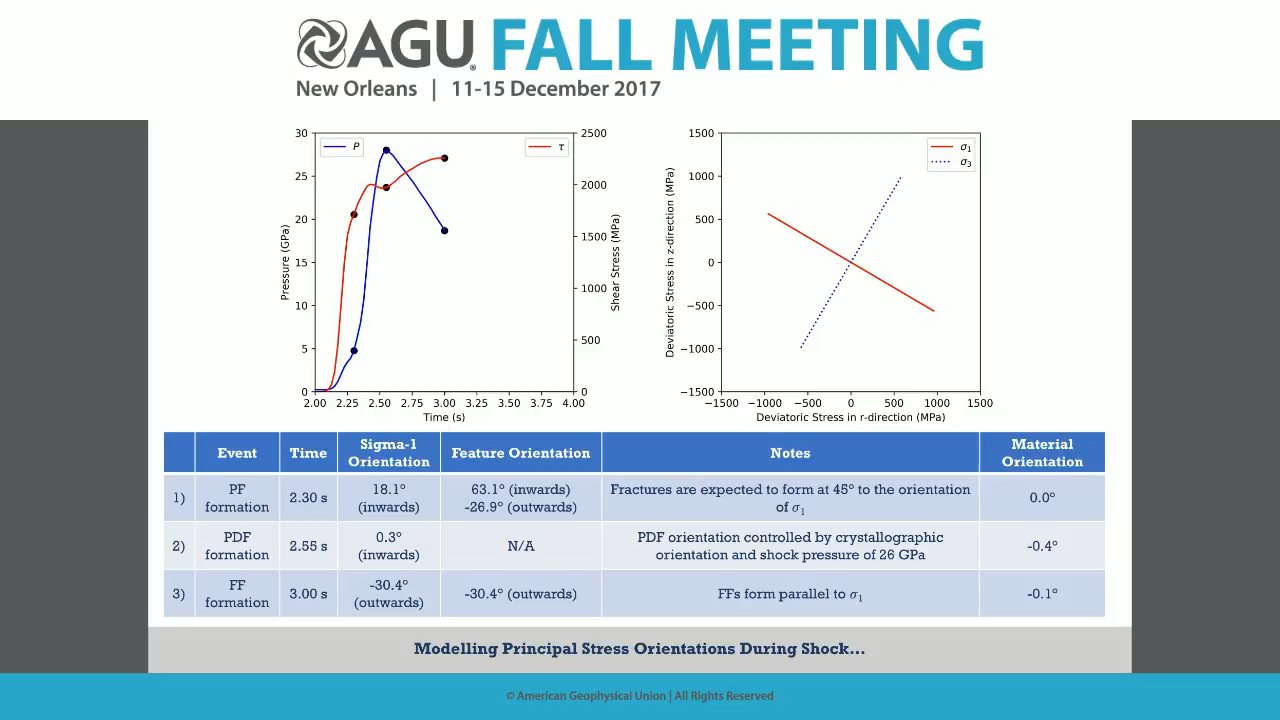 AGU FALL MEETING
New Orleans | 11-15 December 2017
30
25
20
15
10
5
0
P
τ
2500
2000
1500
1000
500
0
Pressure (GPa)
Shear Stress (MPa)
2.00 2.25 2.50 2.75 3.00 3.25 3.50 3.75 4.00
Time (s)
1500
1000
500
0
−500
−1000
−1500
σ1
σ3
Deviatoric Stress in z-direction (MPa)
−1500 −1000 −500 0 500 1000 1500
Deviatoric Stress in r-direction (MPa)
Event Time Sigma-1 Orientation Feature Orientation Notes Material Orientation
1) PF formation 2.30 s 18.1° (inwards) 63.1° (inwards) -26.9° (outwards) Fractures are expected to form at 45° to the orientation of σ1 0.0°
2) PDF formation 2.55 s 0.3° (inwards) N/A PDF orientation controlled by crystallographic orientation and shock pressure of 26 GPa -0.4°
3) FF formation 3.00 s -30.4° (outwards) -30.4° (outwards) FFs form parallel to σ1 -0.1°
Modelling Principal Stress Orientations During Shock...
© American Geophysical Union | All Rights Reserved